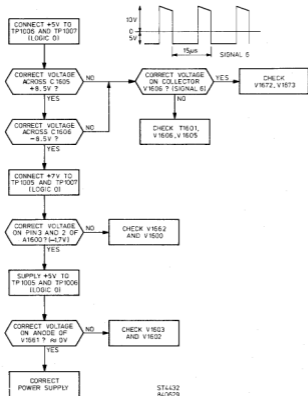 CONNECT +5V TO
TP1006 AND TP1007
(LOGIC 0)
10V
0
5V
15µs
SIGNAL 6
CORRECT VOLTAGE
ACROSS C1605
+8.5V ?
NO
CORRECT VOLTAGE
ON COLLECTOR
V1606 ? (SIGNAL 6)
YES
CHECK
V1672, V1673
YES
NO
CORRECT VOLTAGE
ACROSS C1606
-8.5V ?
NO
CHECK T1601,
V1606, V1605
YES
CONNECT +7V TO
TP1005 AND TP1007
(LOGIC 0)
CORRECT VOLTAGE
ON PIN3 AND 2 OF
A1600 ? (-1.7V)
NO
CHECK V1662
AND V1600
YES
SUPPLY +5V TO
TP1005 AND TP1006
(LOGIC 0)
CORRECT VOLTAGE
ON ANODE OF
V1661 ? ≈ 0V
NO
CHECK V1603
AND V1602
YES
CORRECT
POWER SUPPLY
ST4432
840629